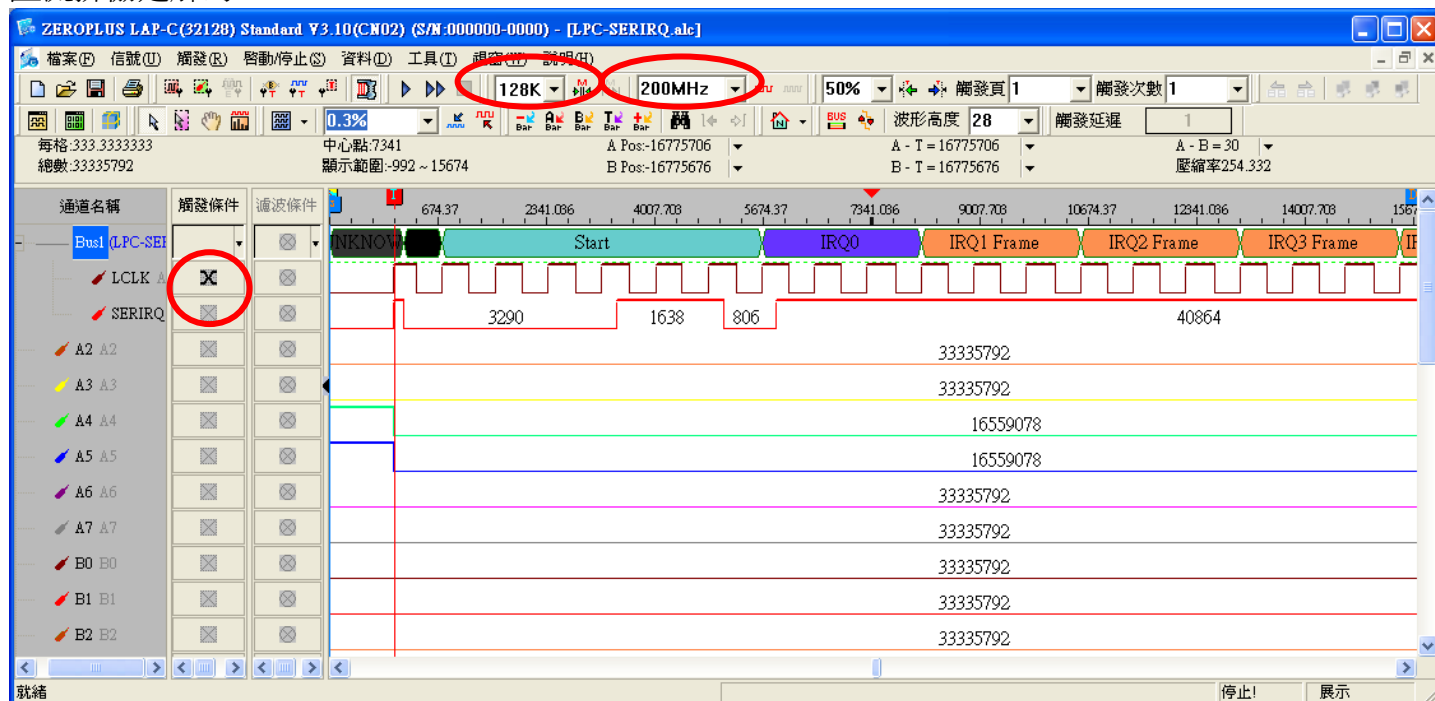 ZEROPLUS LAP-C(32128) Standard V3.10(CN02) (S/N:000000-0000) - [LPC-SERIRQ.alc]
檔案(F) 信號(U) 觸發(R) 啓動/停止(S) 資料(D) 工具(T) 視窗(W) 說明(H)
128K 200MHz 50% 觸發頁 1 觸發次數 1
0.3% 波形高度 28 觸發延遲 1
每格:333.3333333 中心點:7341 A Pos:-16775706 A - T = 16775706 A - B = 30
總數:33335792 顯示範圍:-992 ~ 15674 B Pos:-16775676 B - T = 16775676 壓縮率254.332
通道名稱 觸發條件 濾波條件 674.37 2341.036 4007.703 5674.37 7341.036 9007.703 10674.37 12341.036 14007.703 1567
Bus1 (LPC-SEI NKNOW Start IRQ0 IRQ1 Frame IRQ2 Frame IRQ3 Frame
LCLK A
SERIRQ 3290 1638 806 40864
A2 A2 33335792
A3 A3 33335792
A4 A4 16559078
A5 A5 16559078
A6 A6 33335792
A7 A7 33335792
B0 B0 33335792
B1 B1 33335792
B2 B2 33335792
就緒 停止! 展示